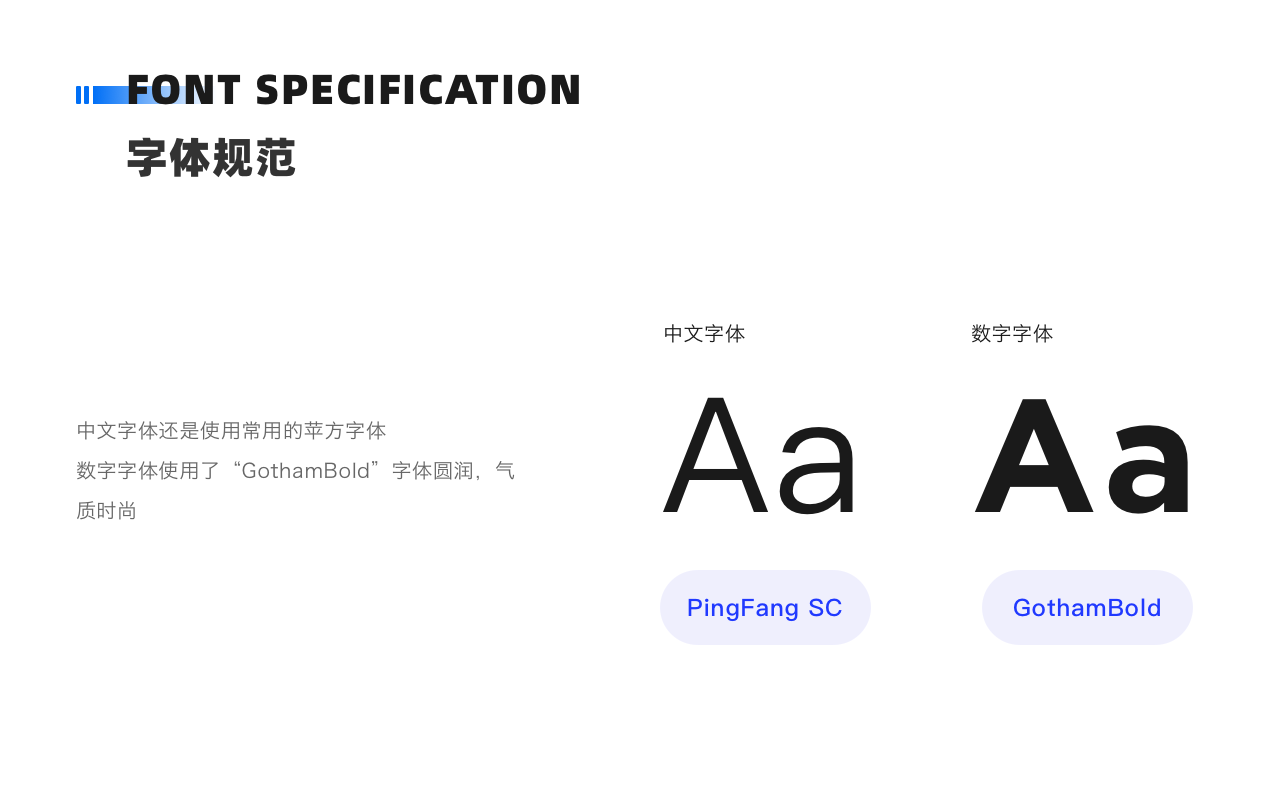 FONT SPECIFICATION
字体规范
中文字体还是使用常用的苹方字体
数字字体使用了“GothamBold”字体圆润，气
质时尚
中文字体
Aa
PingFang SC
数字字体
Aa
GothamBold